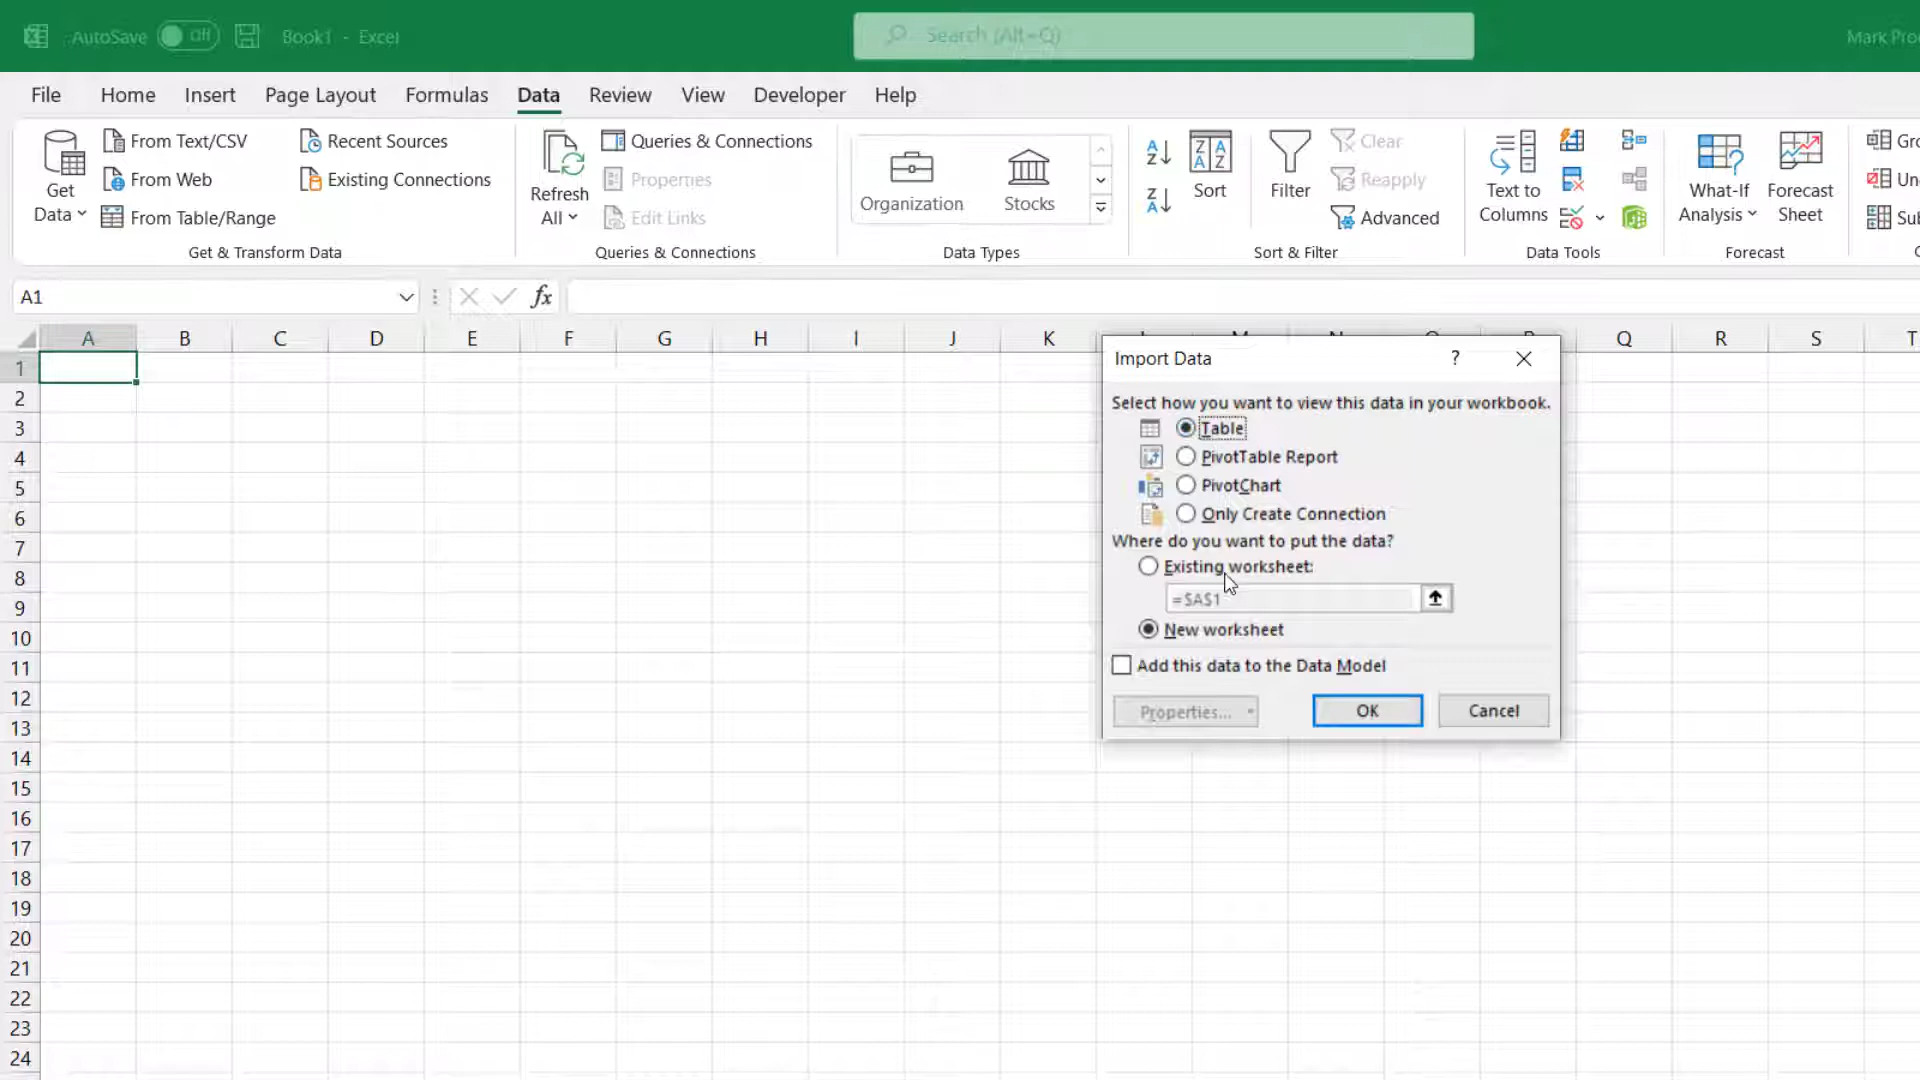 AutoSave Off Book1 - Excel Search (Alt+Q) Mark
File Home Insert Page Layout Formulas Data Review View Developer Help
Get Data
From Text/CSV
From Web
From Table/Range
Recent Sources
Existing Connections
Get & Transform Data
Refresh All
Queries & Connections
Properties
Edit Links
Queries & Connections
Organization Stocks
Data Types
Sort
Filter
Clear
Reapply
Advanced
Sort & Filter
Text to Columns
Data Tools
What-If Analysis
Forecast Sheet
Forecast
A1 fx
A B C D E F G H I J K Q R S T
1
2
3
4
5
6
7
8
9
10
11
12
13
14
15
16
17
18
19
20
21
22
23
24
Import Data ?
Select how you want to view this data in your workbook.
Table
PivotTable Report
PivotChart
Only Create Connection
Where do you want to put the data?
Existing worksheet:
=$A$1
New worksheet
Add this data to the Data Model
Properties... OK Cancel